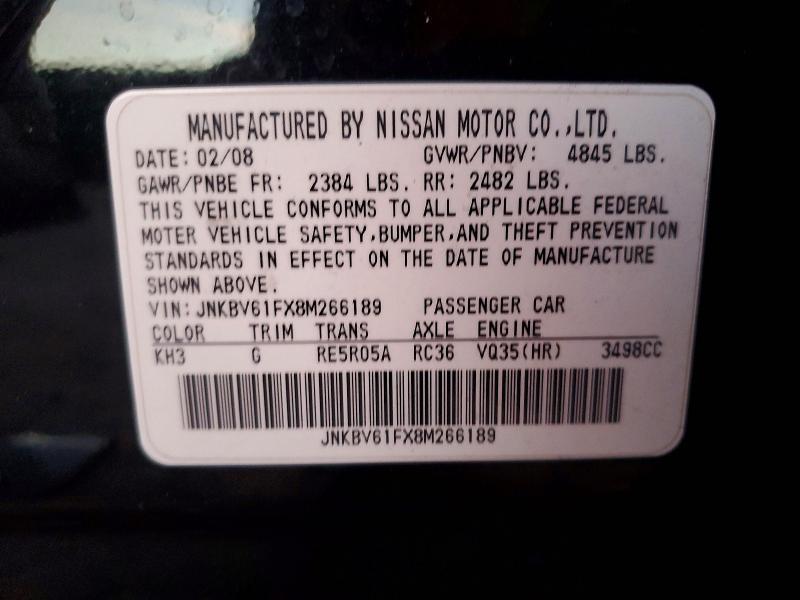 MANUFACTURED BY NISSAN MOTOR CO.,LTD.
DATE: 02/08 GVWR/PNBV: 4845 LBS.
GAWR/PNBE FR: 2384 LBS. RR: 2482 LBS.
THIS VEHICLE CONFORMS TO ALL APPLICABLE FEDERAL
MOTER VEHICLE SAFETY,BUMPER,AND THEFT PREVENTION
STANDARDS IN EFFECT ON THE DATE OF MANUFACTURE
SHOWN ABOVE.
VIN: JNKBV61FX8M266189 PASSENGER CAR
COLOR TRIM TRANS AXLE ENGINE
KH3 G RE5R05A RC36 VQ35(HR) 3498CC
JNKBV61FX8M266189